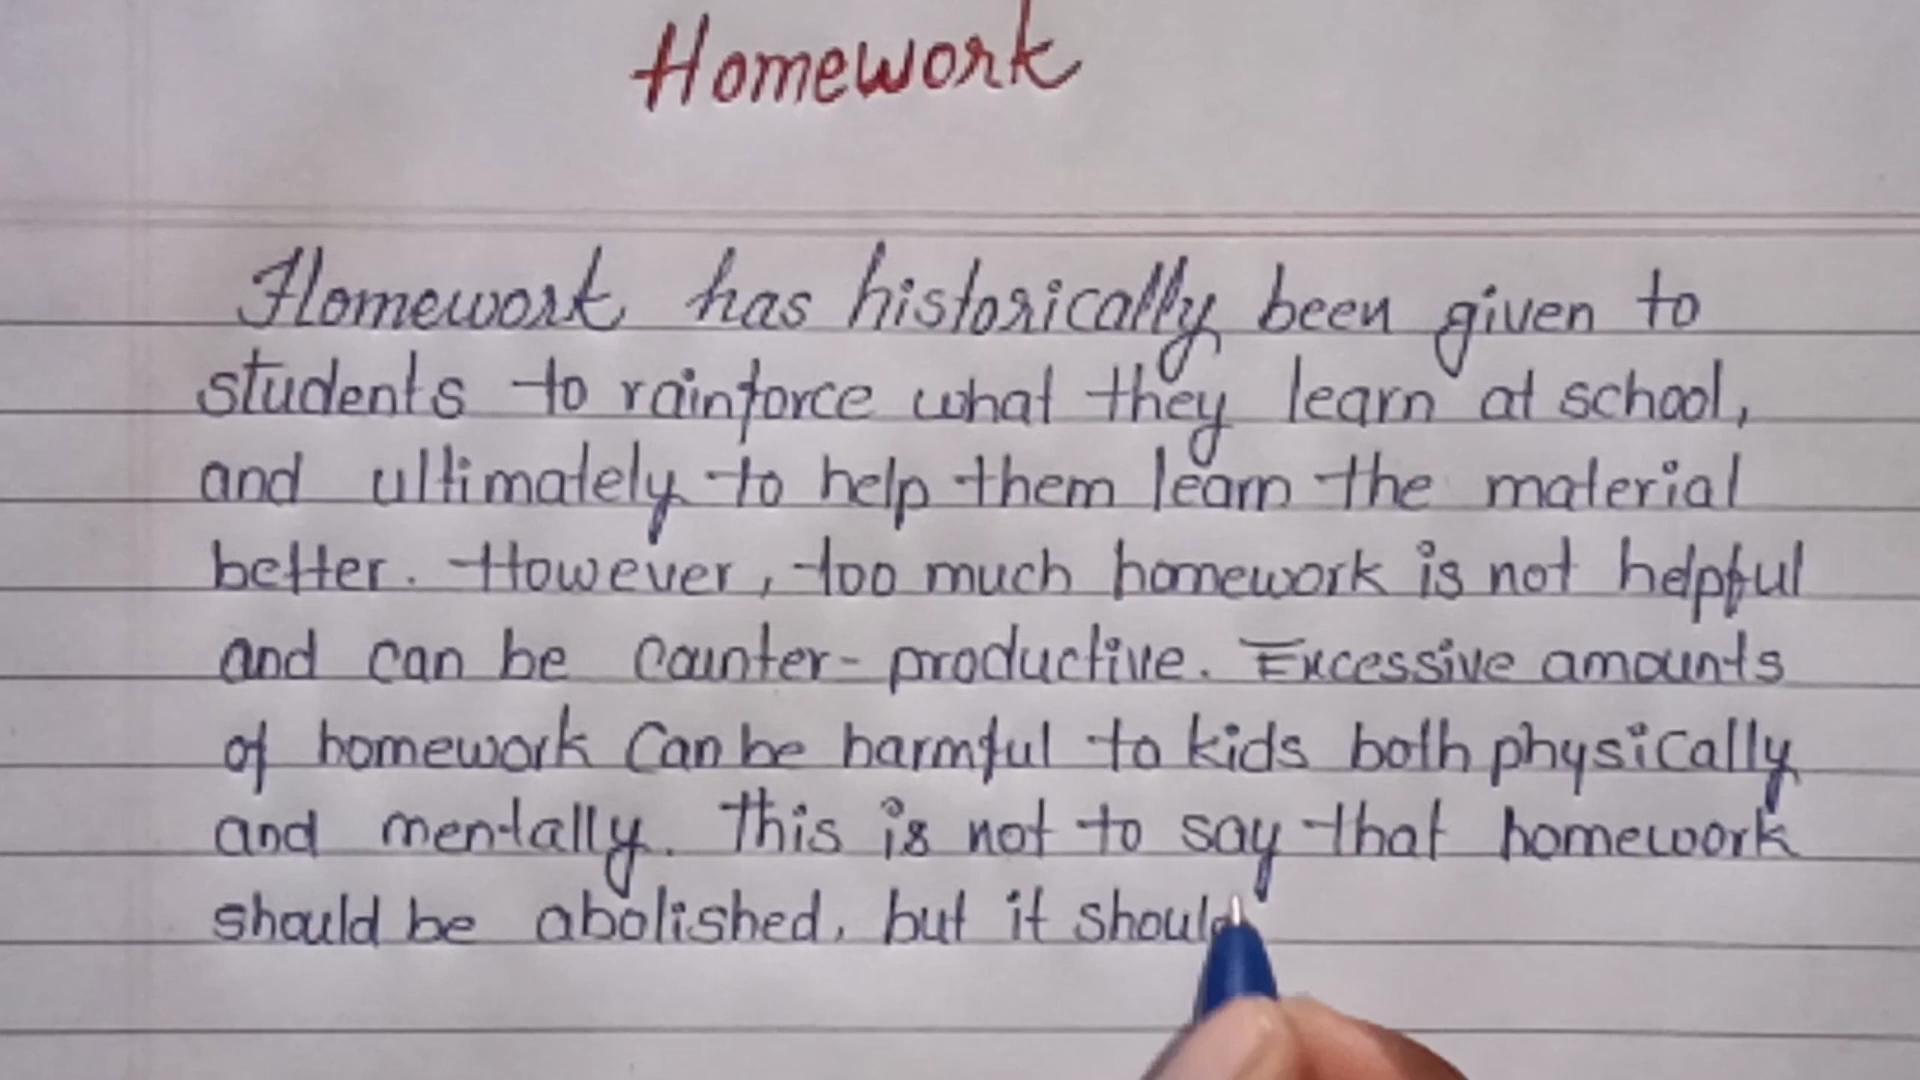 Homework
Homework has historically been given to
students to rainforce what they learn at school,
and ultimately to help them learn the material
better. However, too much homework is not helpful
and can be counter-productive. Excessive amounts
of homework can be harmful to kids both physically
and mentally. This is not to say that homework
should be abolished, but it should